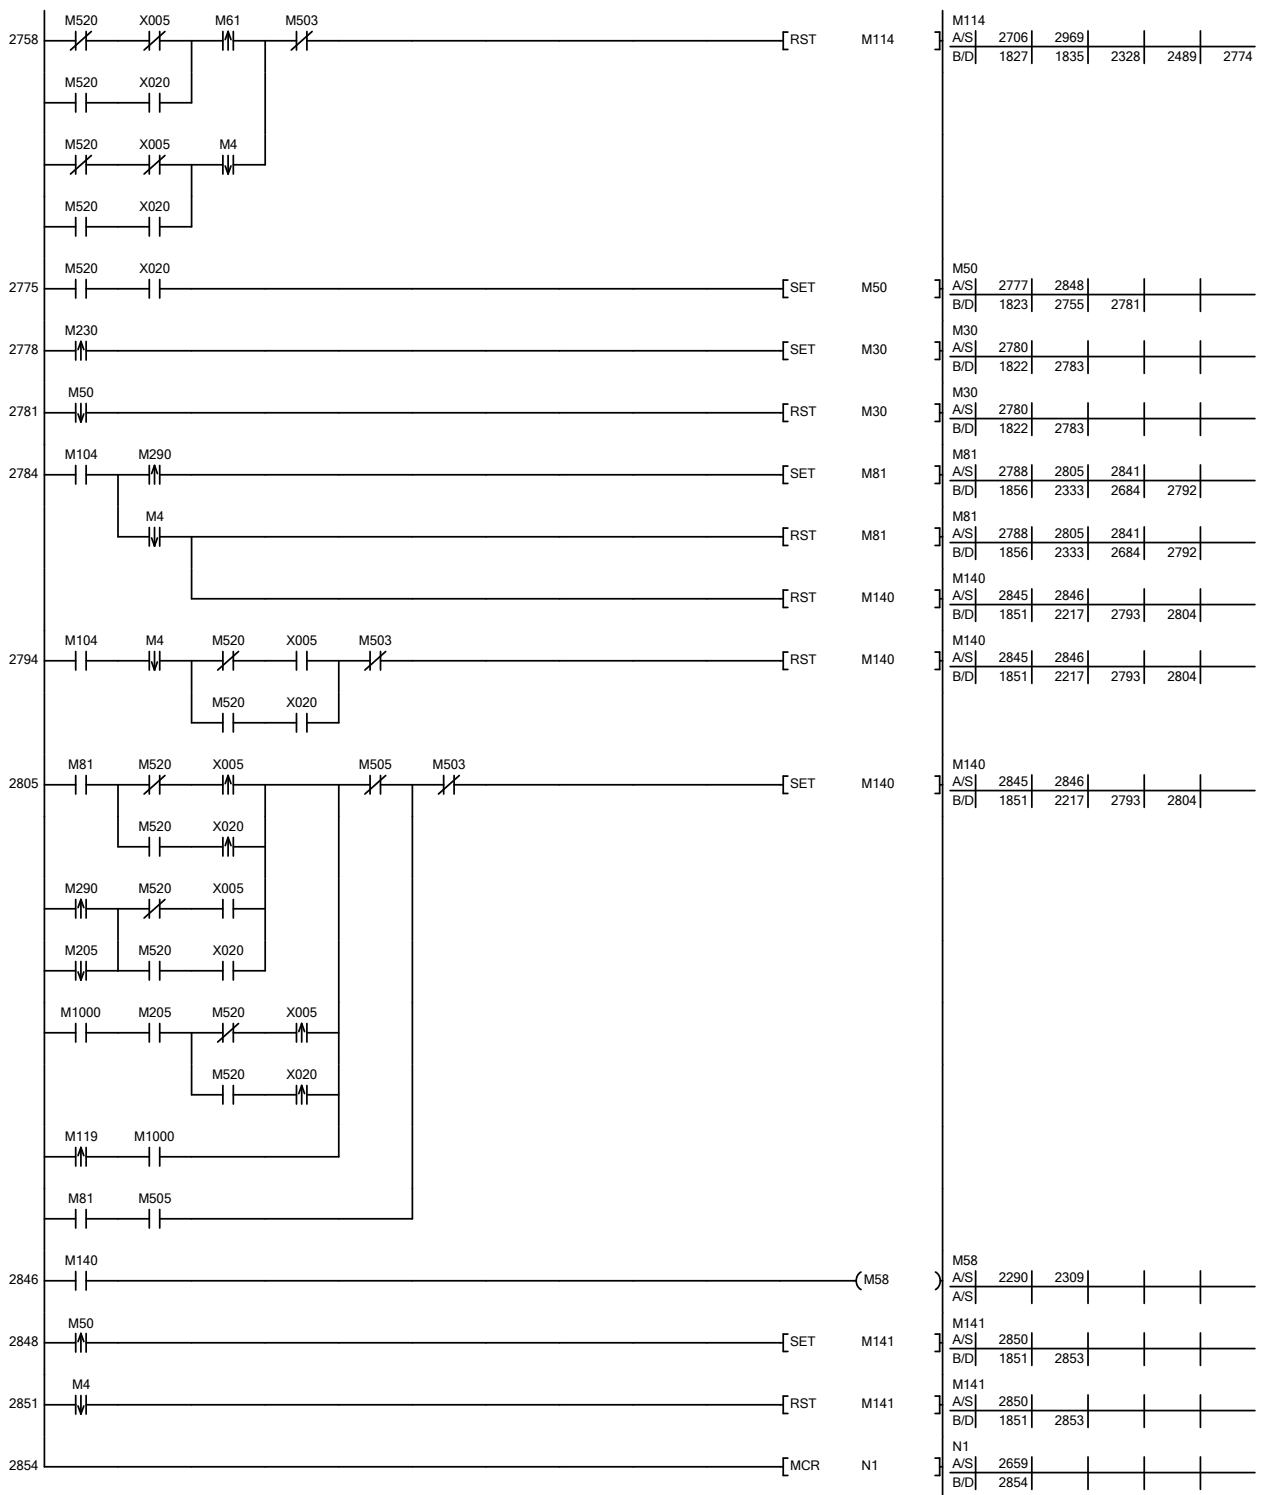 M520 X005 M61 M503 M114
2758 [RST M114 ] A/S 2706 2969
B/D 1827 1835 2328 2489 2774
M520 X020
M520 X005 M4
M520 X020
M520 X020 M50
2775 [SET M50 ] A/S 2777 2848
B/D 1823 2755 2781
M230 M30
2778 [SET M30 ] A/S 2780
B/D 1822 2783
M50 M30
2781 [RST M30 ] A/S 2780
B/D 1822 2783
M104 M290 M81
2784 [SET M81 ] A/S 2788 2805 2841
B/D 1856 2333 2684 2792
M4 M81
[RST M81 ] A/S 2788 2805 2841
B/D 1856 2333 2684 2792
M140
[RST M140 ] A/S 2845 2846
B/D 1851 2217 2793 2804
M104 M4 M520 X005 M503 M140
2794 [RST M140 ] A/S 2845 2846
B/D 1851 2217 2793 2804
M520 X020
M81 M520 X005 M505 M503 M140
2805 [SET M140 ] A/S 2845 2846
B/D 1851 2217 2793 2804
M520 X020
M290 M520 X005
M205 M520 X020
M1000 M205 M520 X005
M520 X020
M119 M1000
M81 M505
M140 M58
2846 (M58 ) A/S 2290 2309
A/S
M50 M141
2848 [SET M141 ] A/S 2850
B/D 1851 2853
M4 M141
2851 [RST M141 ] A/S 2850
B/D 1851 2853
N1
2854 [MCR N1 ] A/S 2659
B/D 2854